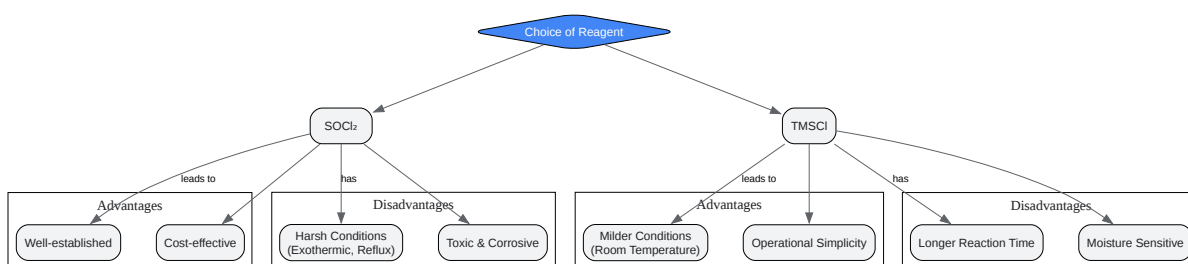 Choice of Reagent
SOCl₂
TMSCl
leads to
has
leads to
has
Advantages
Disadvantages
Advantages
Disadvantages
Well-established
Cost-effective
Harsh Conditions
(Exothermic, Reflux)
Toxic & Corrosive
Milder Conditions
(Room Temperature)
Operational Simplicity
Longer Reaction Time
Moisture Sensitive